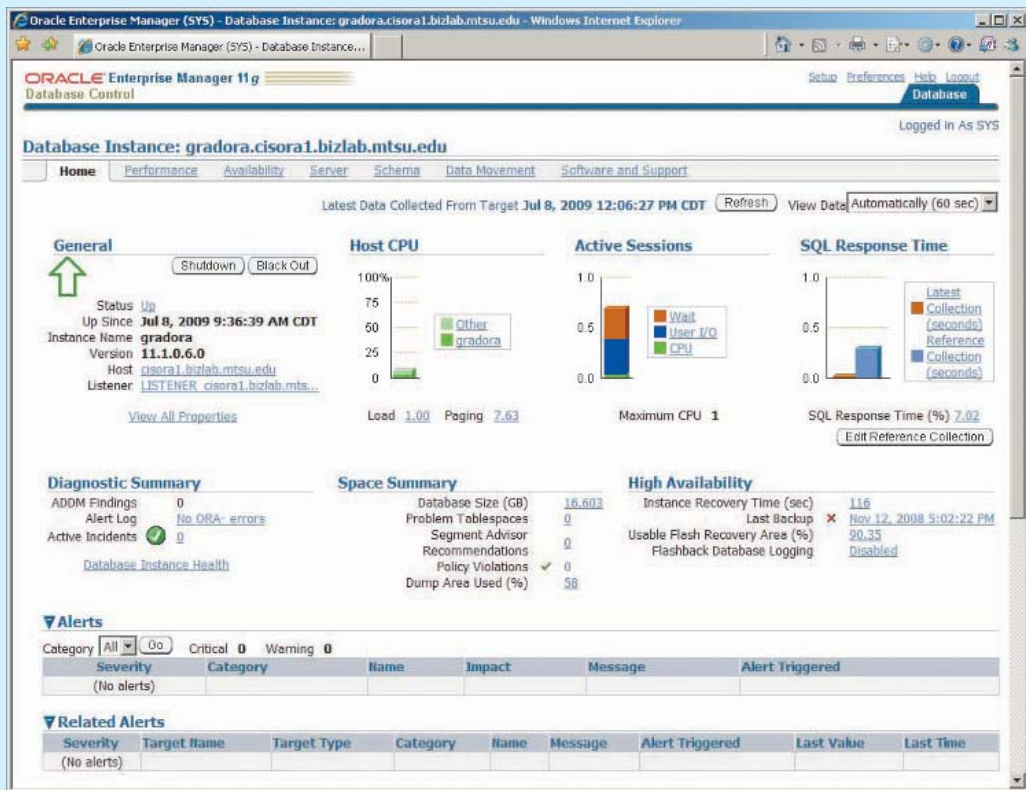 Oracle Enterprise Manager (SYS) - Database Instance: gradora.cisora1.bizlab.mtsu.edu - Windows Internet Explorer
Oracle Enterprise Manager (SYS) - Database Instance...
ORACLE Enterprise Manager 11g
Database Control
Setup Preferences Help Logout
Database
Logged in As SYS
Database Instance: gradora.cisora1.bizlab.mtsu.edu
Home Performance Availability Server Schema Data Movement Software and Support
Latest Data Collected From Target Jul 8, 2009 12:06:27 PM CDT Refresh View Data Automatically (60 sec)
General
Shutdown Black Out
Status Up
Up Since Jul 8, 2009 9:36:39 AM CDT
Instance Name gradora
Version 11.1.0.6.0
Host cisora1.bizlab.mtsu.edu
Listener LISTENER_cisora1.bizlab.mts...
View All Properties
Host CPU
100%
75
50
25
0
Other
gradora
Load 1.00 Paging 7.63
Active Sessions
1.0
0.5
0.0
Wait
User I/O
CPU
Maximum CPU 1
SQL Response Time
1.0
0.5
0.0
Latest
Collection
(seconds)
Reference
Collection
(seconds)
SQL Response Time (%) 7.02
Edit Reference Collection
Diagnostic Summary
ADDM Findings 0
Alert Log No ORA- errors
Active Incidents 0
Database Instance Health
Space Summary
Database Size (GB) 16.603
Problem Tablespaces 0
Segment Advisor
Recommendations 0
Policy Violations 0
Dump Area Used (%) 58
High Availability
Instance Recovery Time (sec) 116
Last Backup Nov 12, 2008 5:02:22 PM
Usable Flash Recovery Area (%) 90.35
Flashback Database Logging Disabled
Alerts
Category All Go Critical 0 Warning 0
Severity Category Name Impact Message Alert Triggered
(No alerts)
Related Alerts
Severity Target Name Target Type Category Name Message Alert Triggered Last Value Last Time
(No alerts)